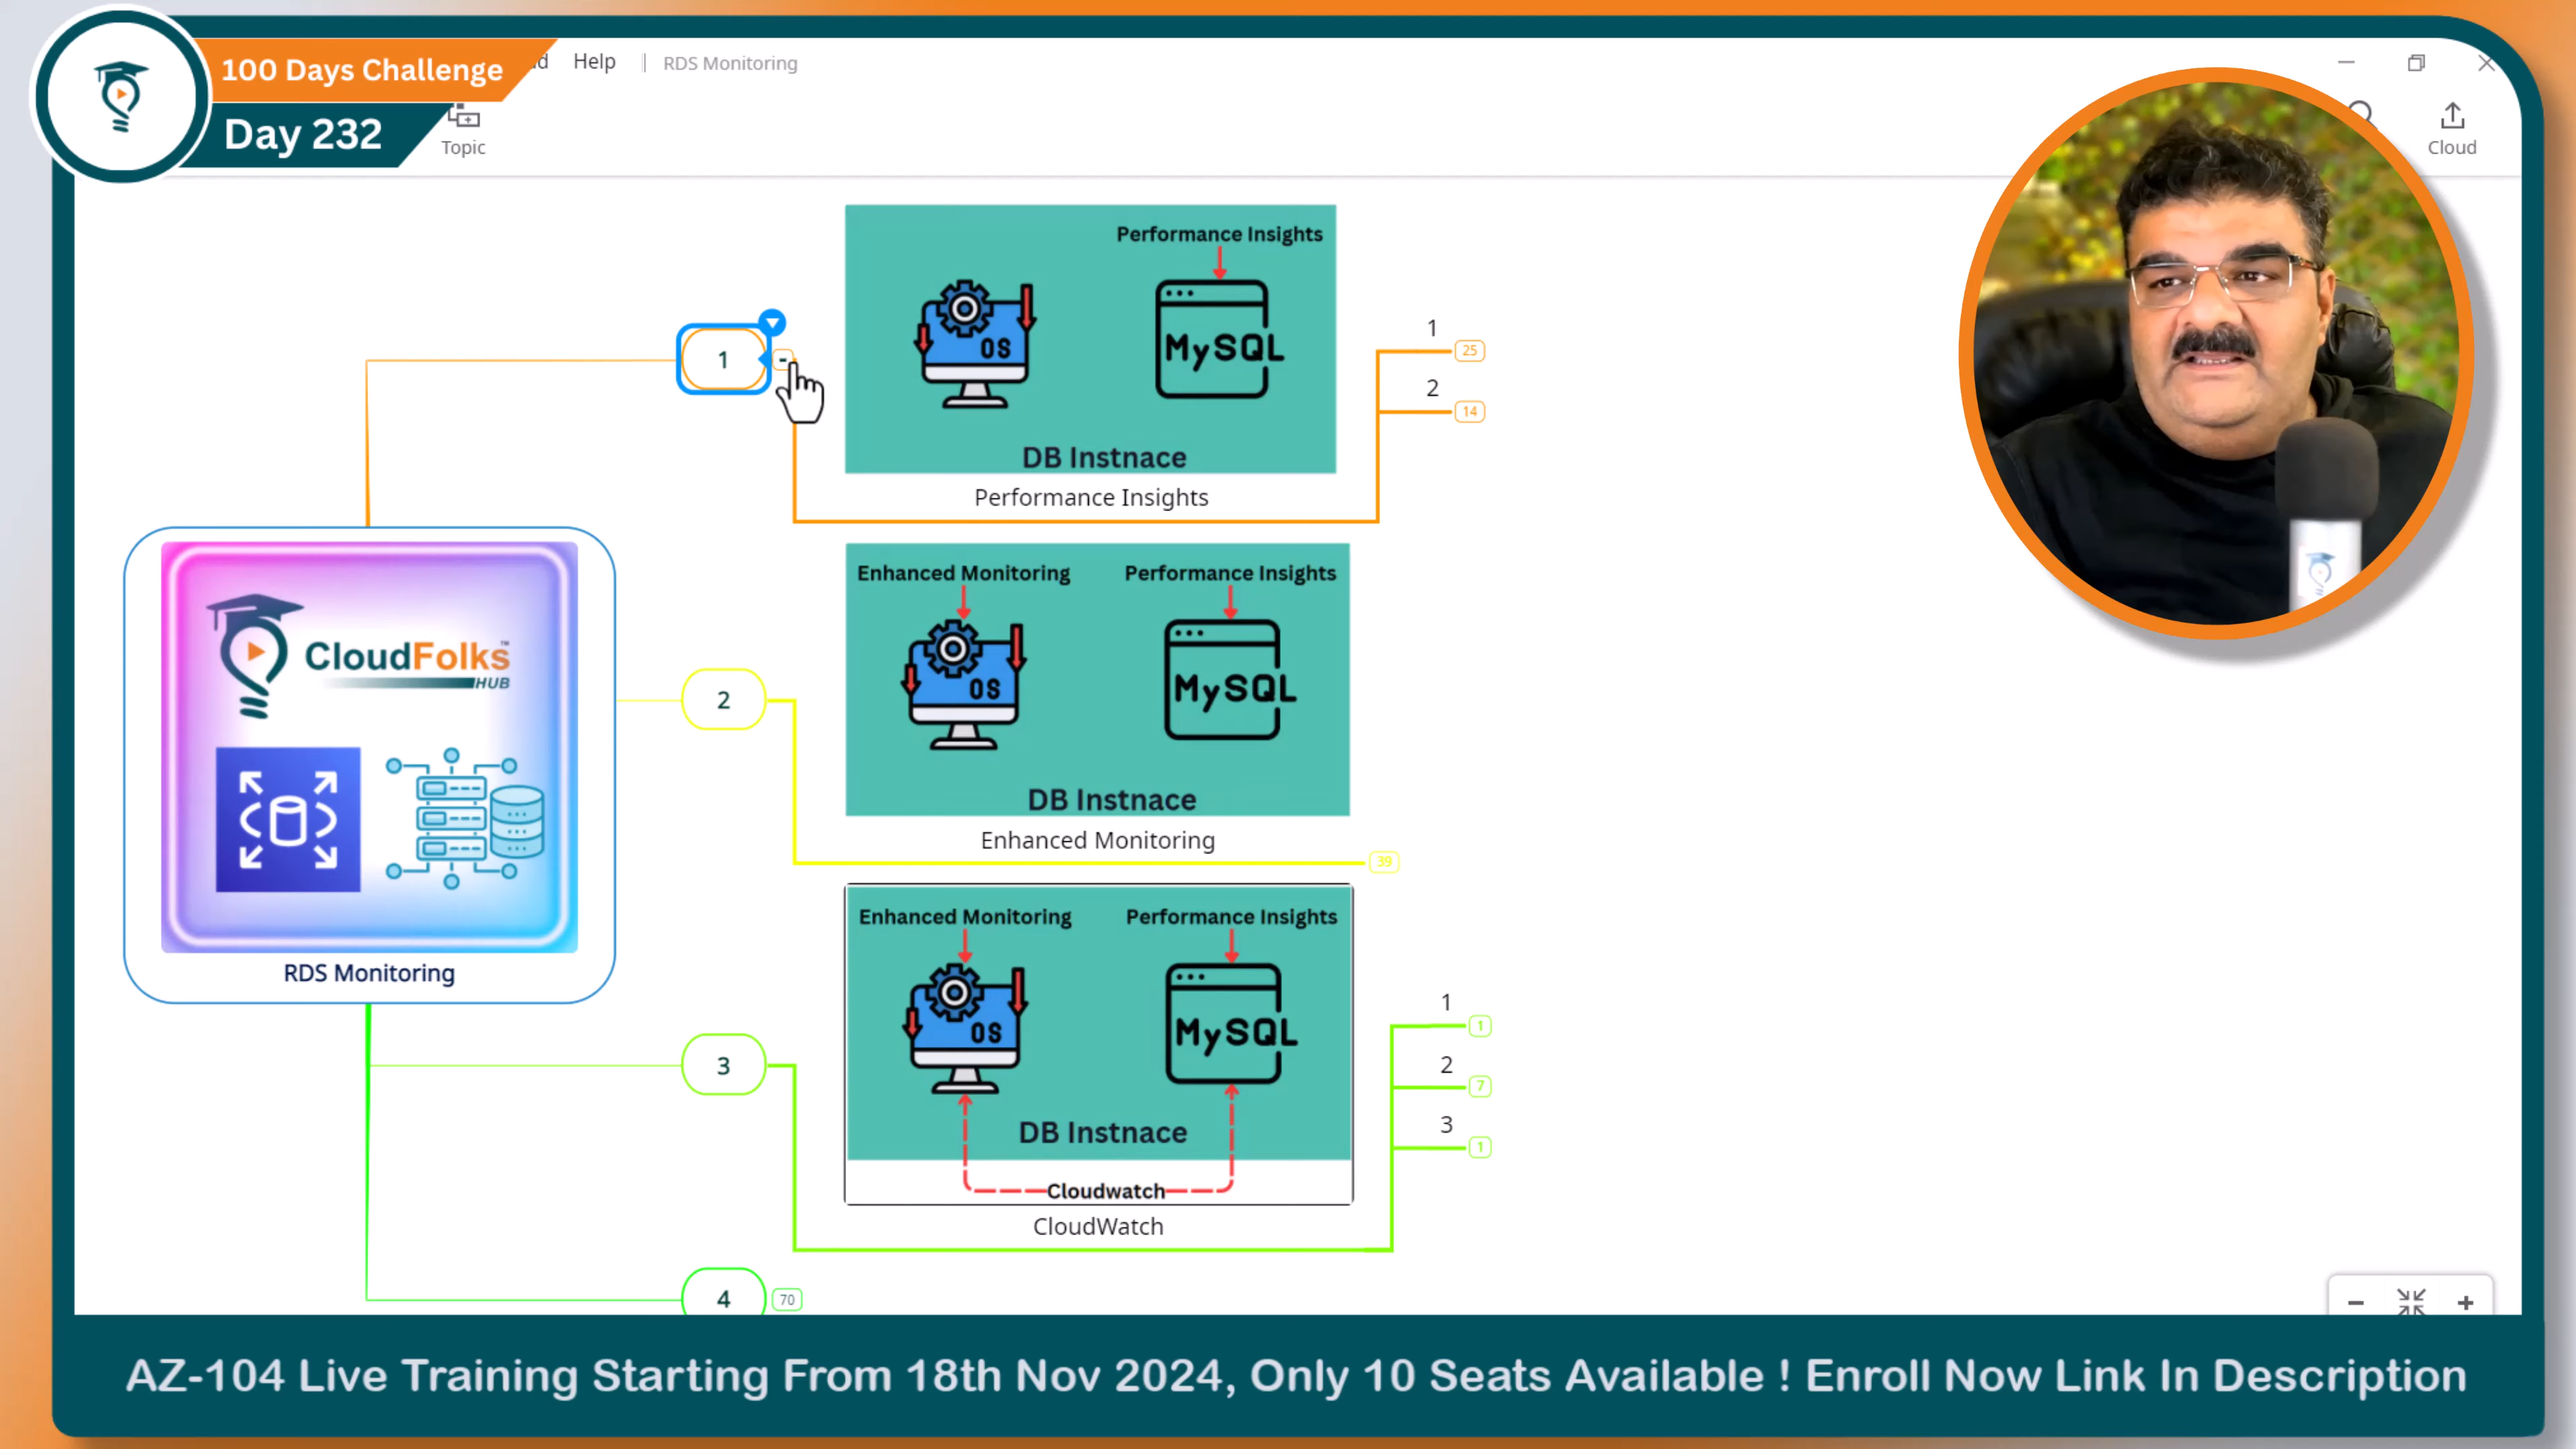 100 Days Challenge
Day 232
d
Help
RDS Monitoring
Topic
Cloud
Performance Insights
OS
MySQL
DB Instnace
Performance Insights
1
-
1
25
2
14
Enhanced Monitoring
Performance Insights
OS
MySQL
DB Instnace
Enhanced Monitoring
2
39
CloudFolks™
HUB
RDS Monitoring
Enhanced Monitoring
Performance Insights
OS
MySQL
DB Instnace
Cloudwatch
CloudWatch
3
1
1
2
7
3
1
4
70
AZ-104 Live Training Starting From 18th Nov 2024, Only 10 Seats Available ! Enroll Now Link In Description